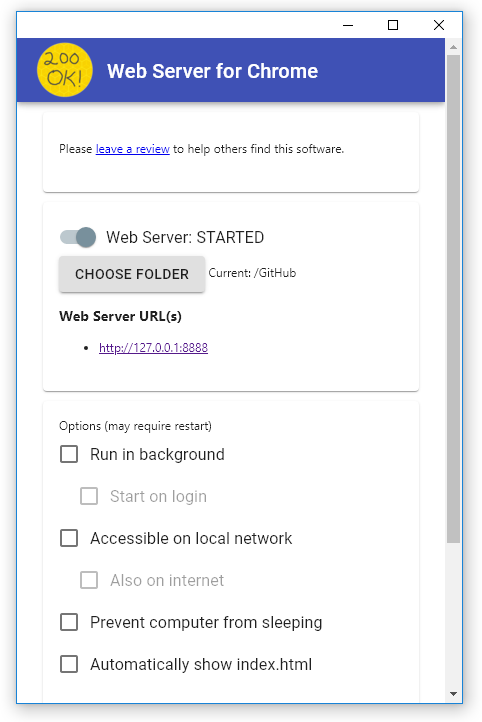 200
OK!
Web Server for Chrome
Please leave a review to help others find this software.
Web Server: STARTED
CHOOSE FOLDER Current: /GitHub
Web Server URL(s)
http://127.0.0.1:8888
Options (may require restart)
Run in background
Start on login
Accessible on local network
Also on internet
Prevent computer from sleeping
Automatically show index.html